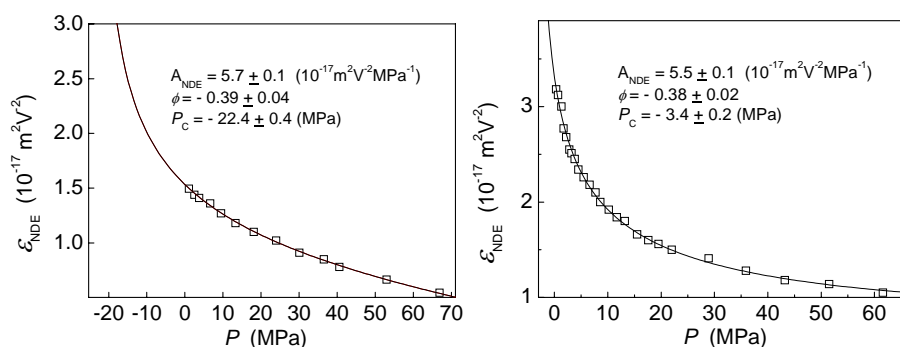 3.0
2.5
2.0
1.5
1.0
ε_NDE (10^-17 m^2V^-2)
A_NDE = 5.7 ± 0.1 (10^-17m^2V^-2MPa^-1)
ϕ = - 0.39 ± 0.04
P_C = - 22.4 ± 0.4 (MPa)
-20 -10 0 10 20 30 40 50 60 70
P (MPa)
3
2
1
ε_NDE (10^-17 m^2V^-2)
A_NDE = 5.5 ± 0.1 (10^-17m^2V^-2MPa^-1)
ϕ = - 0.38 ± 0.02
P_C = - 3.4 ± 0.2 (MPa)
0 10 20 30 40 50 60
P (MPa)